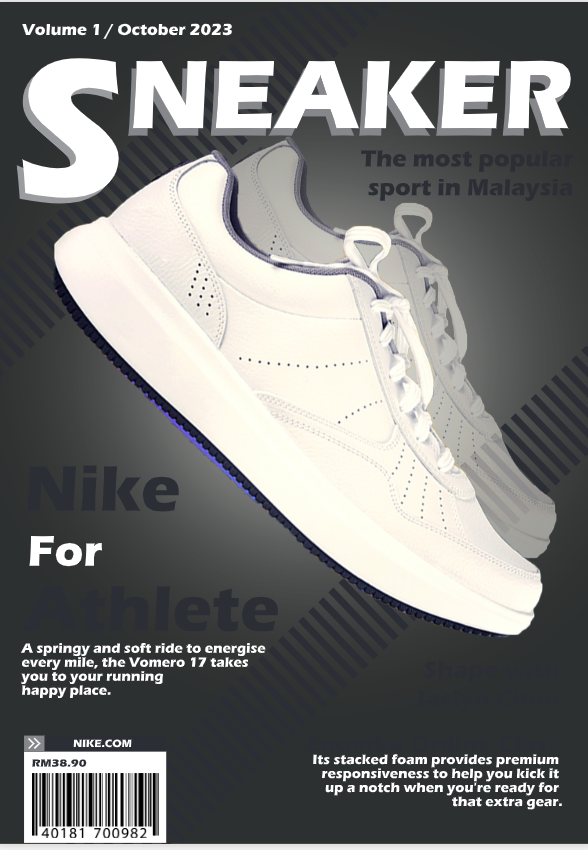 Volume 1 / October 2023
SNEAKER
The most popular
sport in Malaysia
Nike
For
Athlete
A springy and soft ride to energise
every mile, the Vomero 17 takes
you to your running
happy place.
NIKE.COM
RM38.90
40181 700982
Its stacked foam provides premium
responsiveness to help you kick it
up a notch when you're ready for
that extra gear.